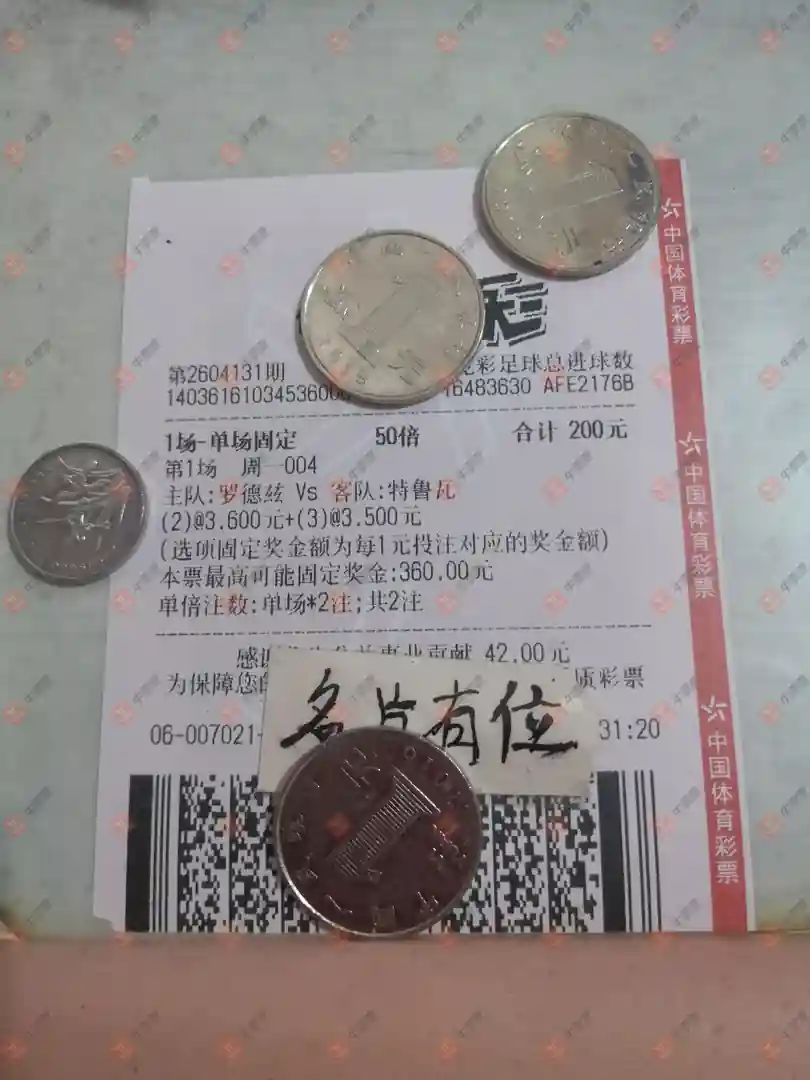 彩
第2604131期
竞彩足球总进球数
140361610345360
16483630 AFE2176B
1场-单场固定 50倍 合计 200元
第1场 周一004
主队:罗德兹 Vs 客队:特鲁瓦
(2)@3.600元+(3)@3.500元
(选项固定奖金额为每1元投注对应的奖金额)
本票最高可能固定奖金:360.00元
单倍注数:单场*2注;共2注
42.00元
为保障您的
质彩票
名片有位
06-007021-
31:20
中国体育彩票
中国体育彩票
中国体育彩票